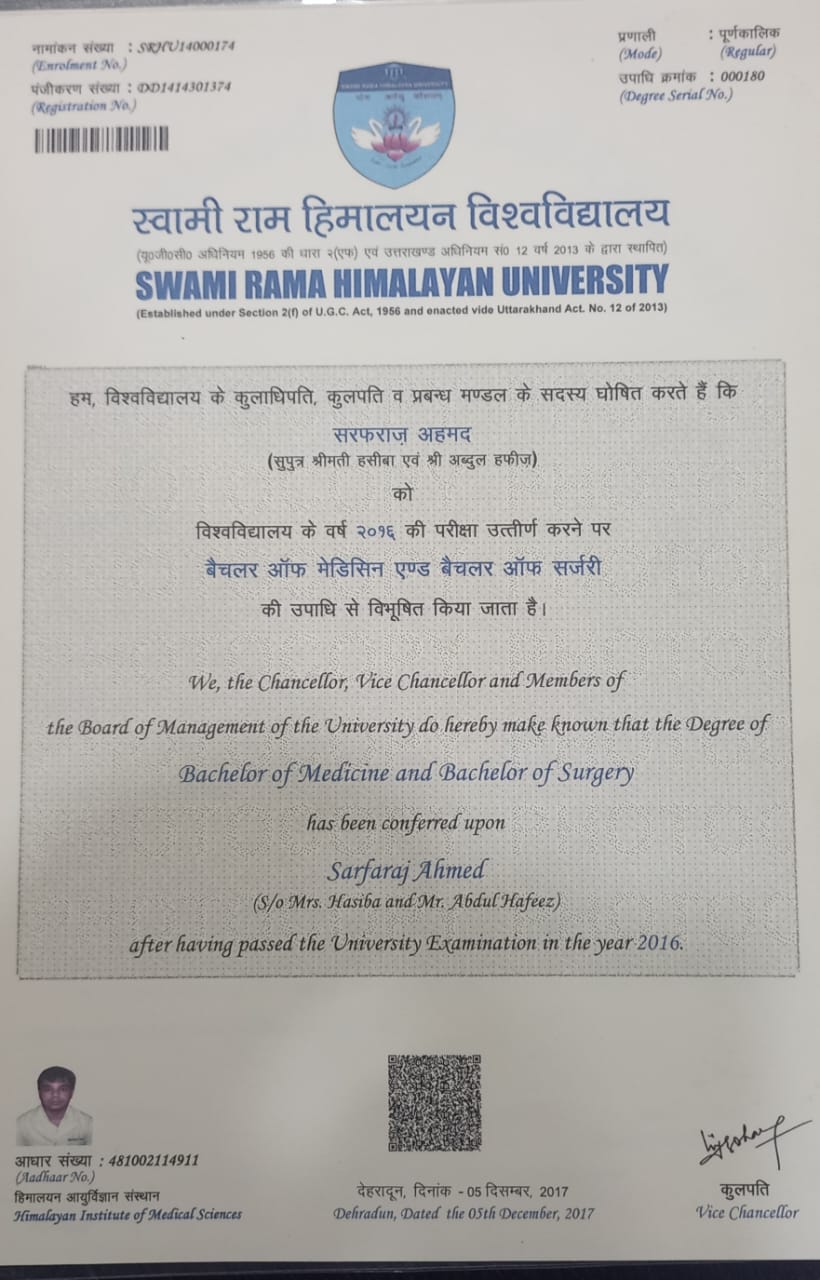 नामांकन संख्या : SRHU14000174
(Enrolment No.)
पंजीकरण संख्या : DD1414301374
(Registration No.)
प्रणाली : पूर्णकालिक
(Mode) (Regular)
उपाधि क्रमांक : 000180
(Degree Serial No.)
SWAMI RAMA HIMALAYAN UNIVERSITY
स्वामी राम हिमालयन विश्वविद्यालय
(यू०जी०सी० अधिनियम 1956 की धारा २(एफ) एवं उत्तराखण्ड अधिनियम सं० 12 वर्ष 2013 के द्वारा स्थापित)
SWAMI RAMA HIMALAYAN UNIVERSITY
(Established under Section 2(f) of U.G.C. Act, 1956 and enacted vide Uttarakhand Act. No. 12 of 2013)
हम, विश्वविद्यालय के कुलाधिपति, कुलपति व प्रबन्ध मण्डल के सदस्य घोषित करते हैं कि
सरफराज़ अहमद
(सुपुत्र श्रीमती हसीबा एवं श्री अब्दुल हफीज़)
को
विश्वविद्यालय के वर्ष २०१६ की परीक्षा उत्तीर्ण करने पर
बैचलर ऑफ मेडिसिन एण्ड बैचलर ऑफ सर्जरी
की उपाधि से विभूषित किया जाता है।
We, the Chancellor, Vice Chancellor and Members of
the Board of Management of the University do hereby make known that the Degree of
Bachelor of Medicine and Bachelor of Surgery
has been conferred upon
Sarfaraj Ahmed
(S/o Mrs. Hasiba and Mr. Abdul Hafeez)
after having passed the University Examination in the year 2016.
आधार संख्या : 481002114911
(Aadhaar No.)
हिमालयन आयुर्विज्ञान संस्थान
Himalayan Institute of Medical Sciences
देहरादून, दिनांक - 05 दिसम्बर, 2017
Dehradun, Dated the 05th December, 2017
कुलपति
Vice Chancellor